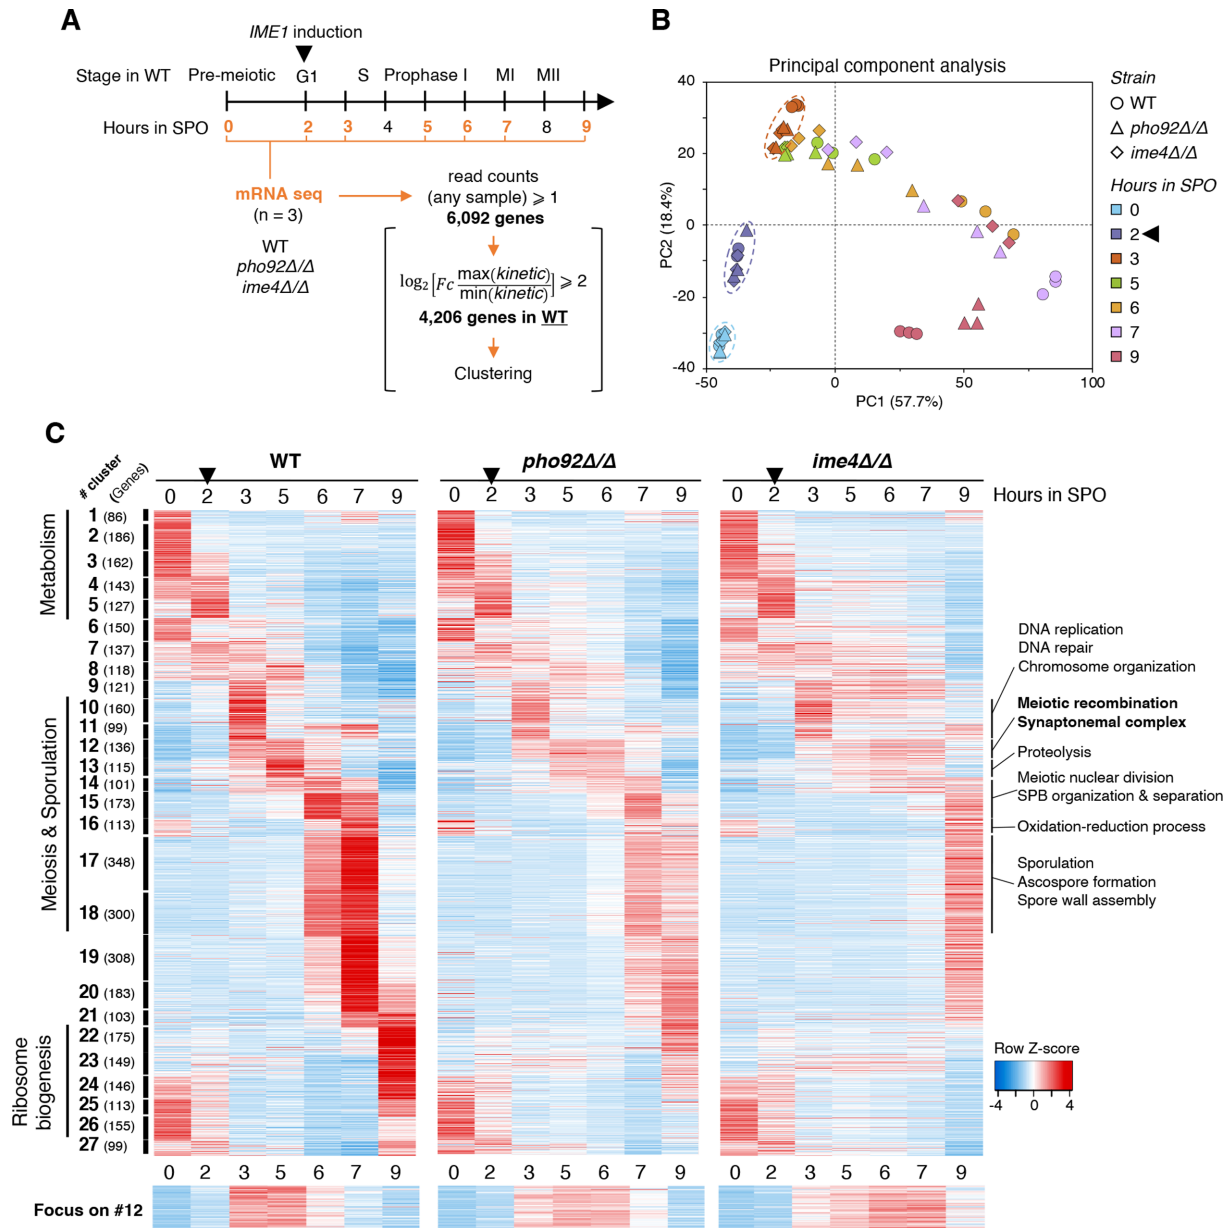 A
IME1 induction
Stage in WT Pre-meiotic G1 S Prophase I MI MII
Hours in SPO 0 2 3 4 5 6 7 8 9
mRNA seq
(n = 3)
WT
pho92Δ/Δ
ime4Δ/Δ
read counts
(any sample) ⩾ 1
6,092 genes
log₂[Fc max(kinetic)/min(kinetic)] ⩾ 2
4,206 genes in WT
Clustering
B
Principal component analysis
PC2 (18.4%)
40
20
0
-20
-40
-50 0 50 100
PC1 (57.7%)
Strain
WT
pho92Δ/Δ
ime4Δ/Δ
Hours in SPO
0
2
3
5
6
7
9
C
# cluster
(Genes)
WT pho92Δ/Δ ime4Δ/Δ
0 2 3 5 6 7 9 0 2 3 5 6 7 9 0 2 3 5 6 7 9 Hours in SPO
Metabolism
Meiosis & Sporulation
Ribosome
biogenesis
1 (86)
2 (186)
3 (162)
4 (143)
5 (127)
6 (150)
7 (137)
8 (118)
9 (121)
10 (160)
11 (99)
12 (136)
13 (115)
14 (101)
15 (173)
16 (113)
17 (348)
18 (300)
19 (308)
20 (183)
21 (103)
22 (175)
23 (149)
24 (146)
25 (113)
26 (155)
27 (99)
DNA replication
DNA repair
Chromosome organization
Meiotic recombination
Synaptonemal complex
Proteolysis
Meiotic nuclear division
SPB organization & separation
Oxidation-reduction process
Sporulation
Ascospore formation
Spore wall assembly
Row Z-score
-4 0 4
0 2 3 5 6 7 9 0 2 3 5 6 7 9 0 2 3 5 6 7 9
Focus on #12